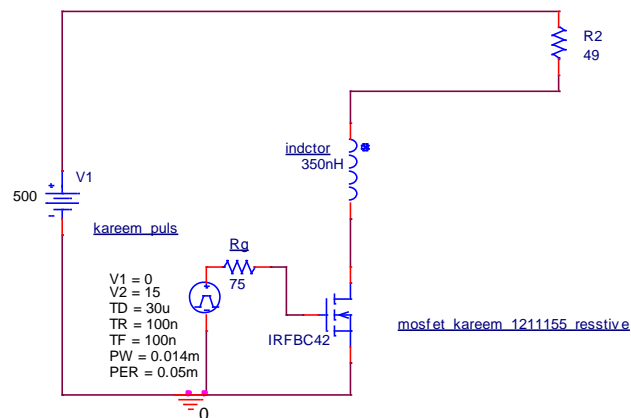 R2
49
indctor
350nH
V1
500
kareem_puls
Rg
75
V1 = 0
V2 = 15
TD = 30u
TR = 100n
TF = 100n
PW = 0.014m
PER = 0.05m
IRFBC42
mosfet_kareem_1211155_resstive
0